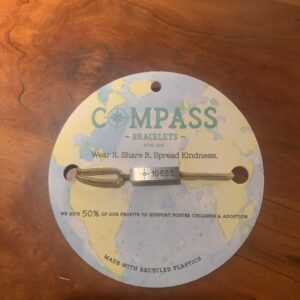 COMPASS
BRACELETS
Wear It. Share It. Spread Kindness.
10685
WE GIVE 50% OF OUR PROFITS TO SUPPORT FOSTER CHILDREN & ADOPTION
MADE WITH RECYCLED PLASTICS